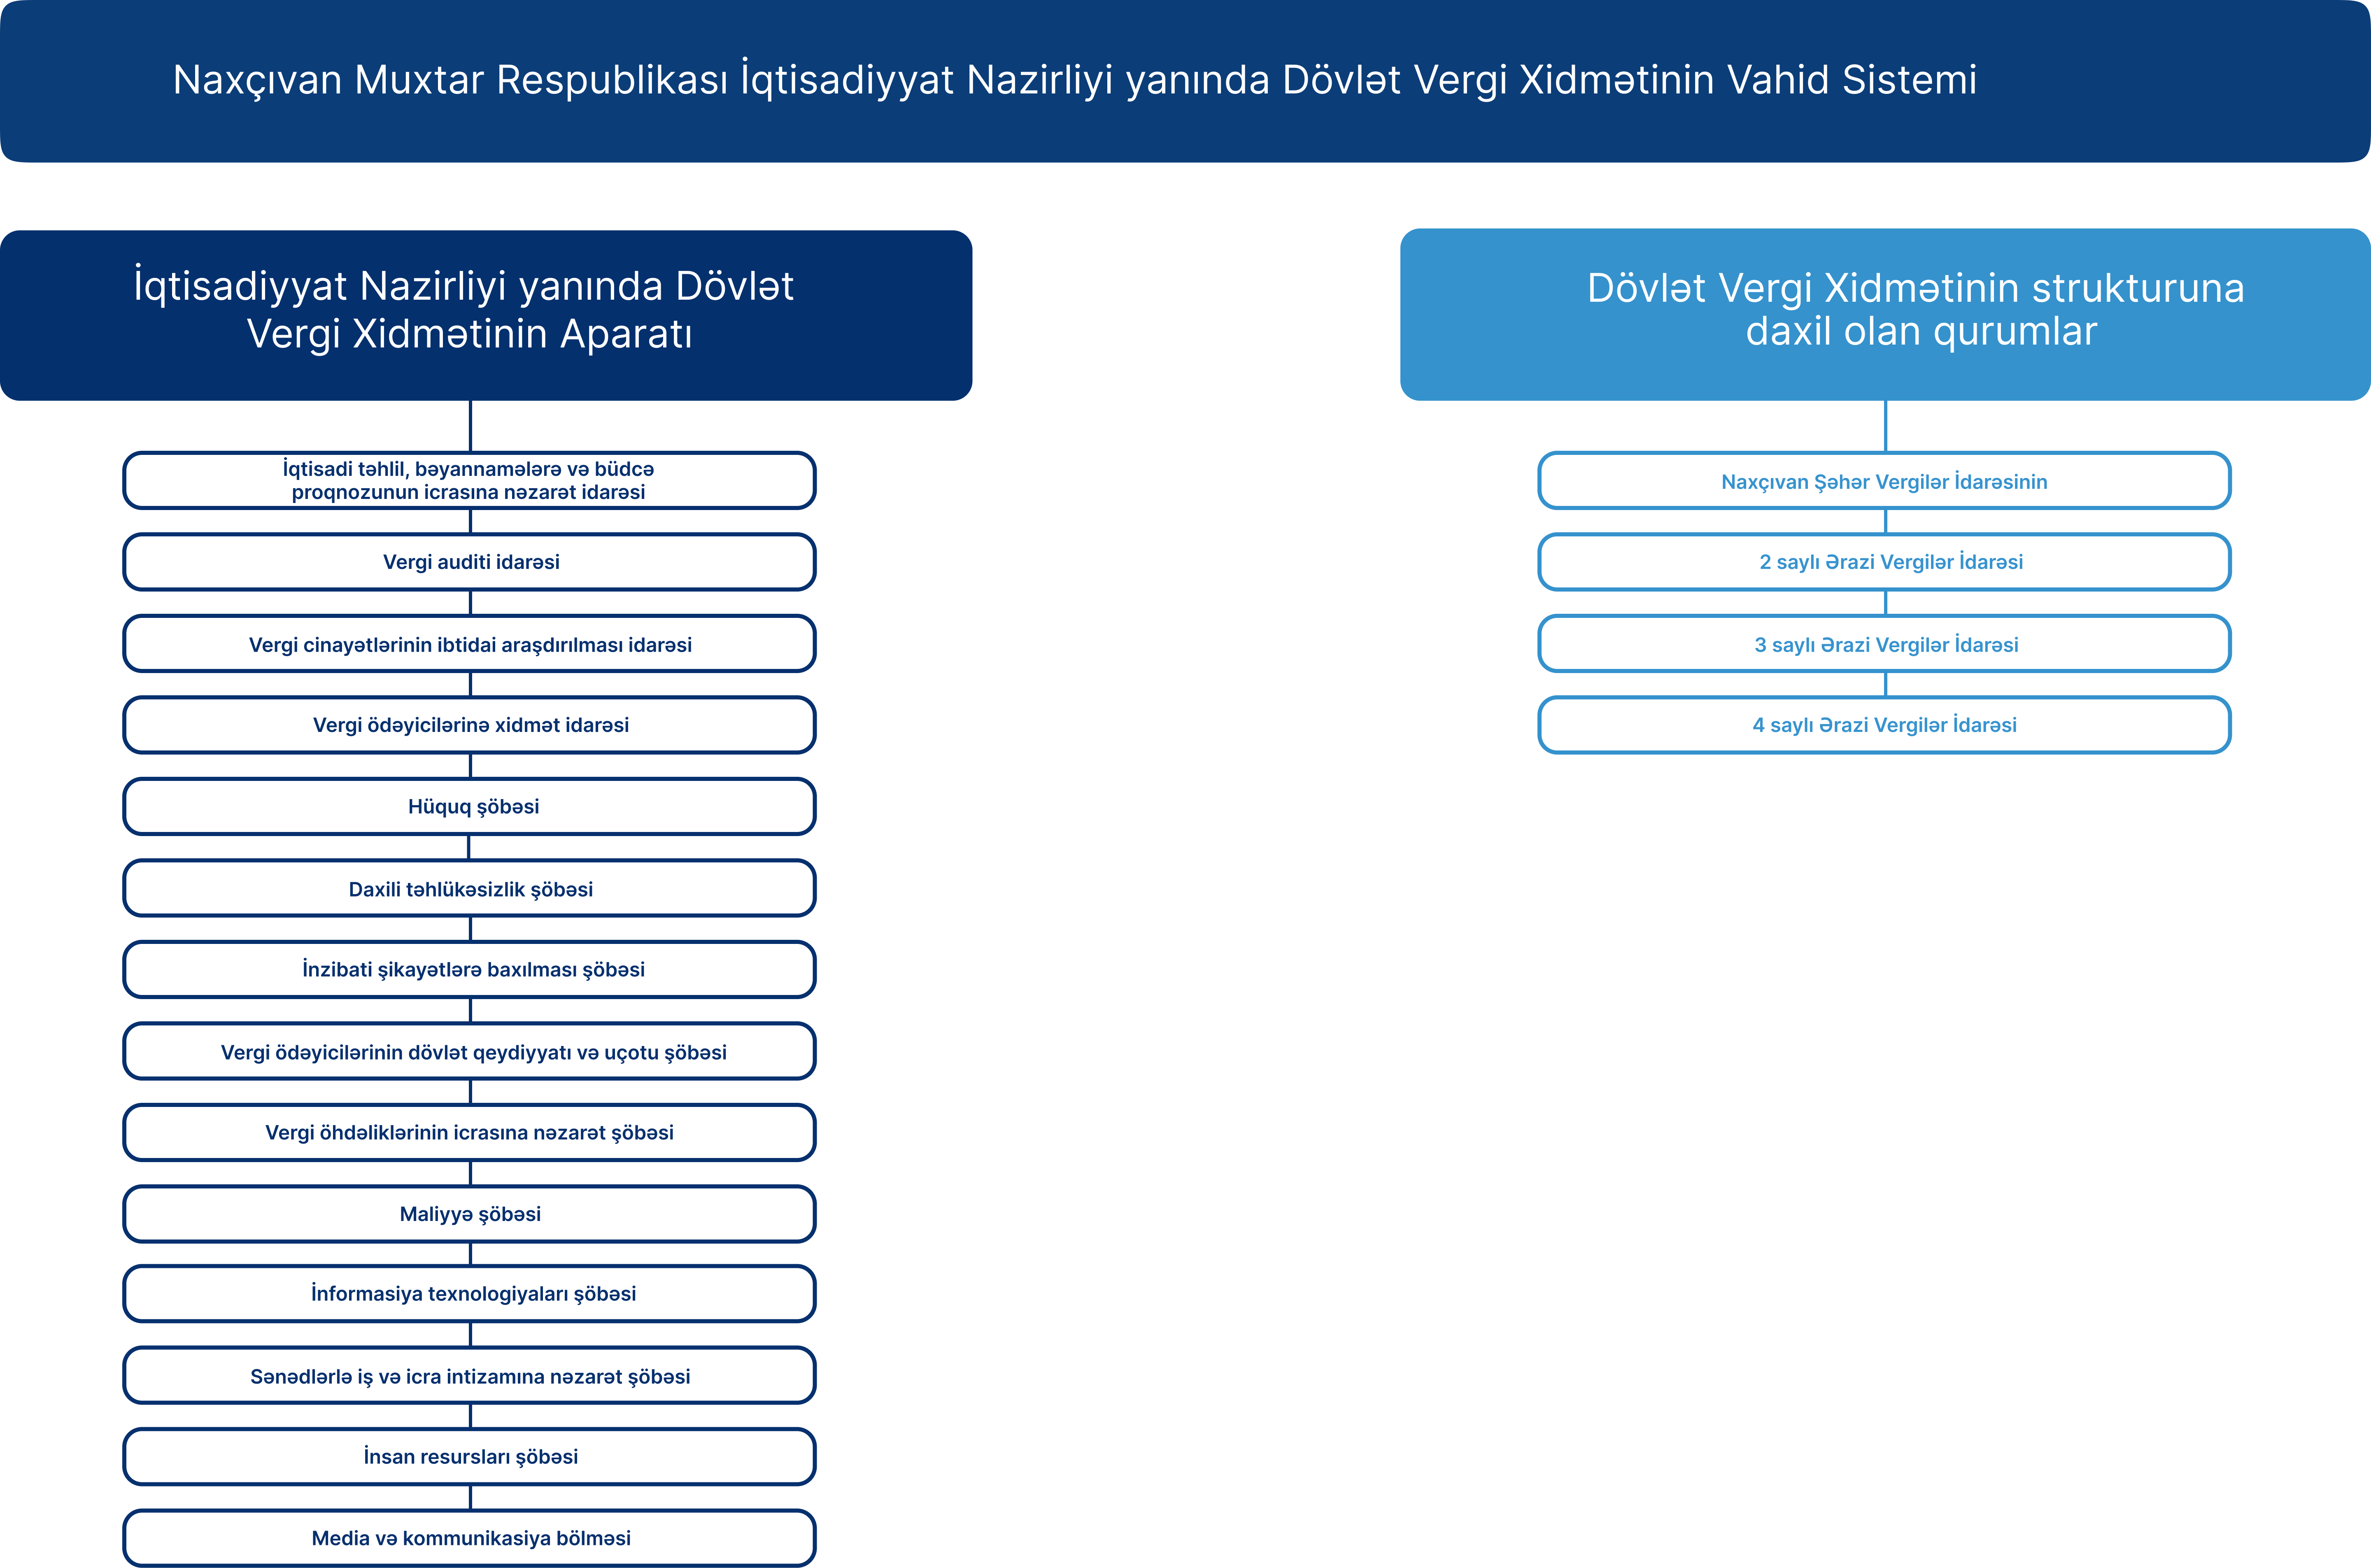 Naxçıvan Muxtar Respublikası İqtisadiyyat Nazirliyi yanında Dövlət Vergi Xidmətinin Vahid Sistemi
İqtisadiyyat Nazirliyi yanında Dövlət
Vergi Xidmətinin Aparatı
İqtisadi təhlil, bəyannamələrə və büdcə
proqnozunun icrasına nəzarət idarəsi
Vergi auditi idarəsi
Vergi cinayətlərinin ibtidai araşdırılması idarəsi
Vergi ödəyicilərinə xidmət idarəsi
Hüquq şöbəsi
Daxili təhlükəsizlik şöbəsi
İnzibati şikayətlərə baxılması şöbəsi
Vergi ödəyicilərinin dövlət qeydiyyatı və uçotu şöbəsi
Vergi öhdəliklərinin icrasına nəzarət şöbəsi
Maliyyə şöbəsi
İnformasiya texnologiyaları şöbəsi
Sənədlərlə iş və icra intizamına nəzarət şöbəsi
İnsan resursları şöbəsi
Media və kommunikasiya bölməsi
Dövlət Vergi Xidmətinin strukturuna
daxil olan qurumlar
Naxçıvan Şəhər Vergilər İdarəsinin
2 saylı Ərazi Vergilər İdarəsi
3 saylı Ərazi Vergilər İdarəsi
4 saylı Ərazi Vergilər İdarəsi